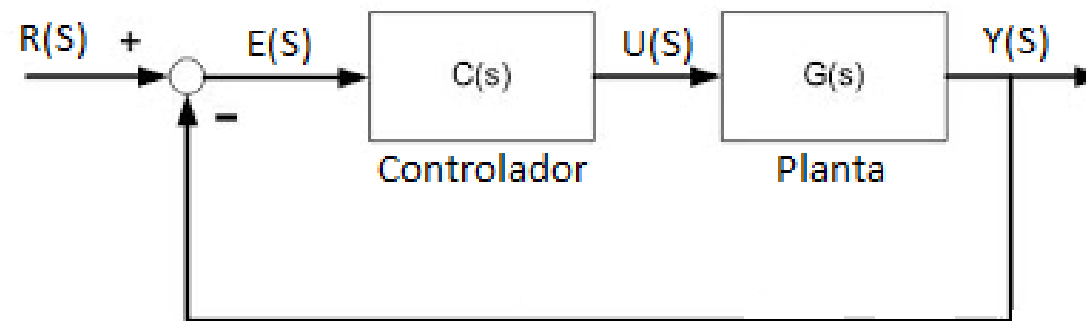 R(S) + E(S) C(s) U(S) G(s) Y(S)
−
Controlador Planta